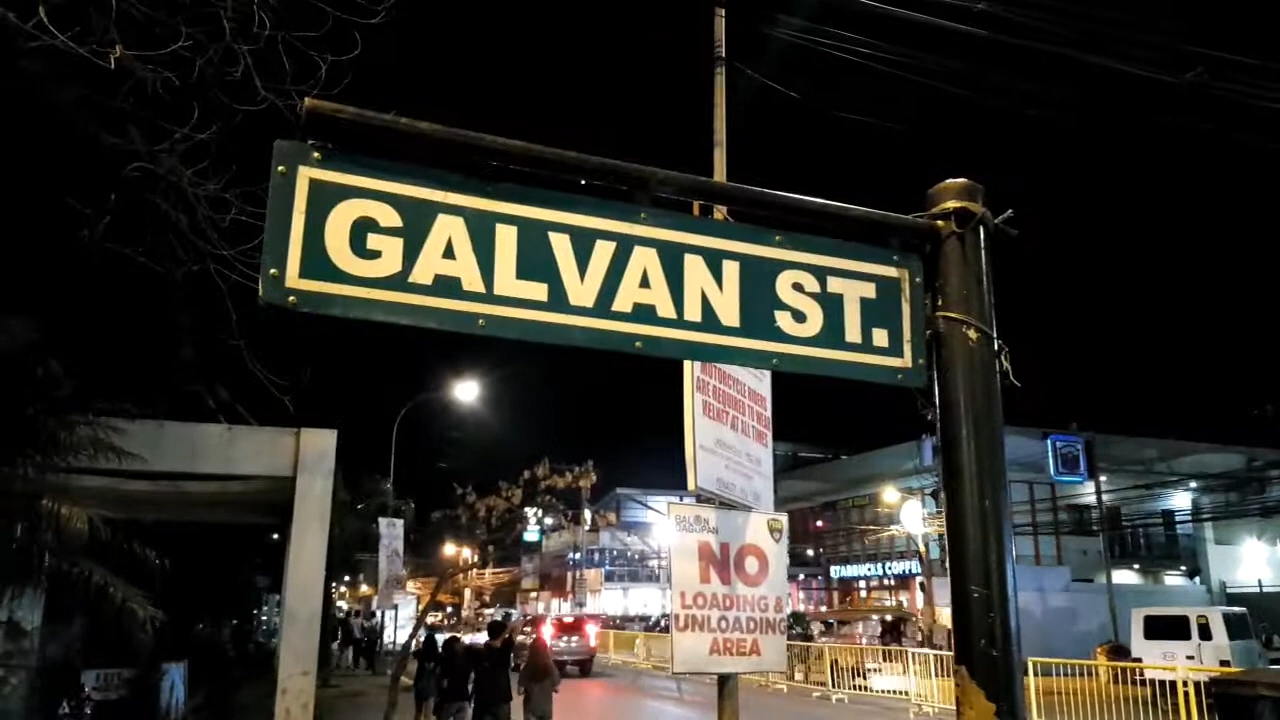 GALVAN ST.
MOTORCYCLE RIDERS
ARE REQUIRED TO WEAR
HELMET AT ALL TIMES
DAGUPAN
NO
LOADING &
UNLOADING
AREA
STARBUCKS COFFEE